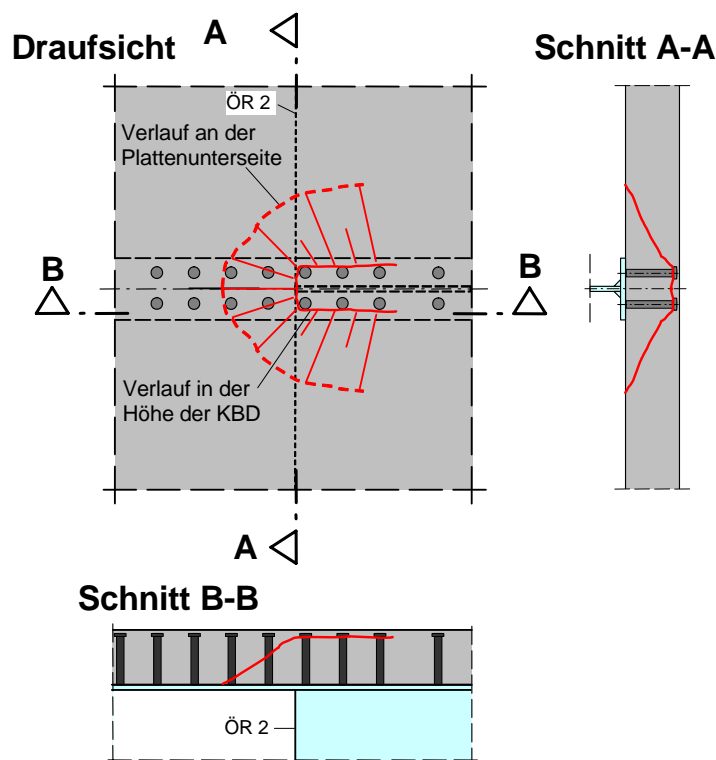 Draufsicht
A
Schnitt A-A
ÖR 2
Verlauf an der
Plattenunterseite
B
B
Verlauf in der
Höhe der KBD
A
Schnitt B-B
ÖR 2